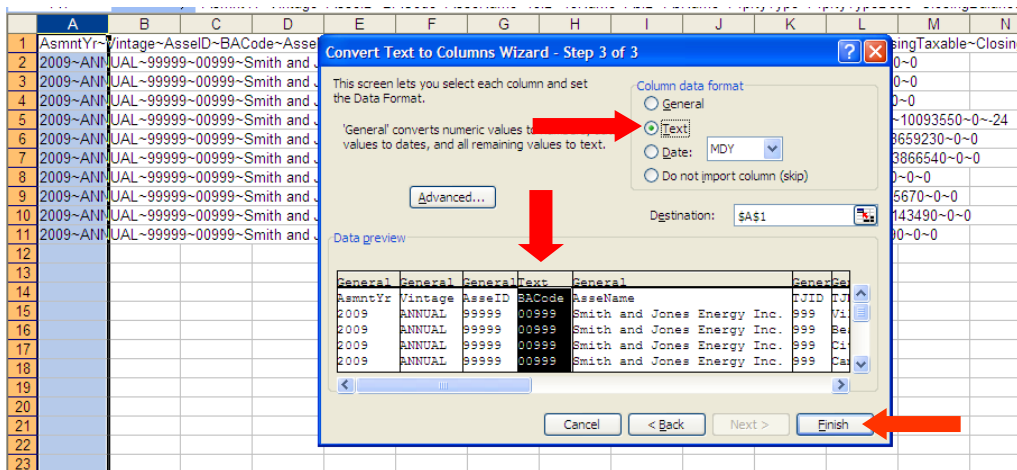 A B C D E F G H I J K L M N
1 AsmntYr~Vintage~AsseID~BACode~Asse singTaxable~Closin
2 2009~ANNUAL~99999~00999~Smith and J 0~0
3 2009~ANNUAL~99999~00999~Smith and J 0~0
4 2009~ANNUAL~99999~00999~Smith and J 0~0
5 2009~ANNUAL~99999~00999~Smith and J ~10093550~0~-24
6 2009~ANNUAL~99999~00999~Smith and J 8659230~0~0
7 2009~ANNUAL~99999~00999~Smith and J 3866540~0~0
8 2009~ANNUAL~99999~00999~Smith and J 0~0~0
9 2009~ANNUAL~99999~00999~Smith and J 5670~0~0
10 2009~ANNUAL~99999~00999~Smith and J 143490~0~0
11 2009~ANNUAL~99999~00999~Smith and J 0~0~0
12
13
14
15
16
17
18
19
20
21
22
23
Convert Text to Columns Wizard - Step 3 of 3
This screen lets you select each column and set
the Data Format.
'General' converts numeric values to
values to dates, and all remaining values to text.
Advanced...
Column data format
General
Text
Date: MDY
Do not import column (skip)
Destination: $A$1
Data preview
General General General Text General Gener Ge
AsmntYr Vintage AsseID BACode AsseName TJID TJ
2009 ANNUAL 99999 00999 Smith and Jones Energy Inc. 999 Vi
2009 ANNUAL 99999 00999 Smith and Jones Energy Inc. 999 Be
2009 ANNUAL 99999 00999 Smith and Jones Energy Inc. 999 Ci
2009 ANNUAL 99999 00999 Smith and Jones Energy Inc. 999 Ca
Cancel < Back Next > Finish